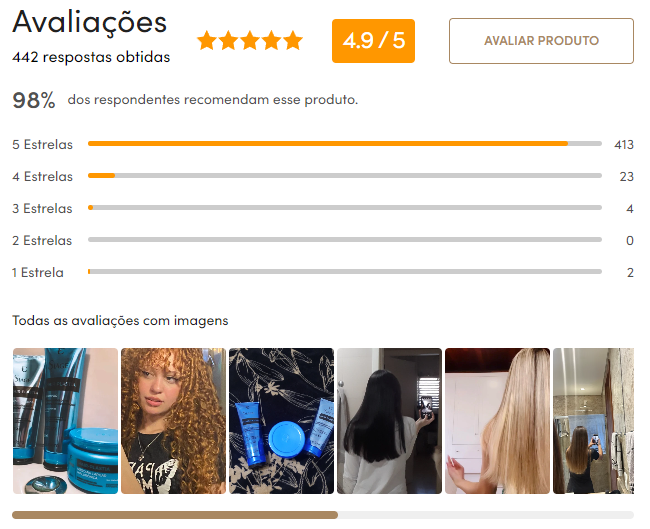 Avaliações
442 respostas obtidas
4.9 / 5
AVALIAR PRODUTO
98% dos respondentes recomendam esse produto.
5 Estrelas 413
4 Estrelas 23
3 Estrelas 4
2 Estrelas 0
1 Estrela 2
Todas as avaliações com imagens